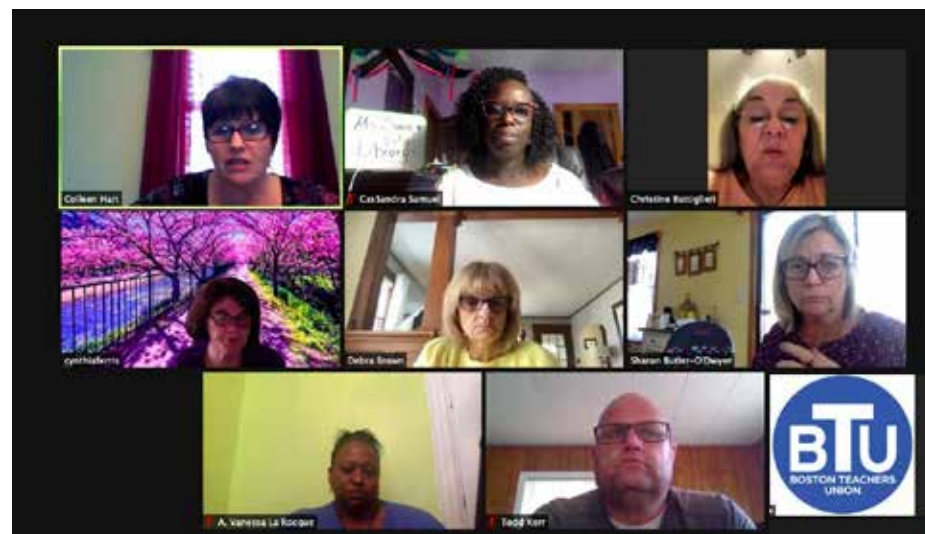 Colleen Hart
CasSandra Samuel
Christine Buttiglieri
cynthiaferris
Debra Brown
Sharon Butler-O'Dwyer
A. Vanessa La Rocque
Todd Kerr
BTU
BOSTON TEACHERS
UNION